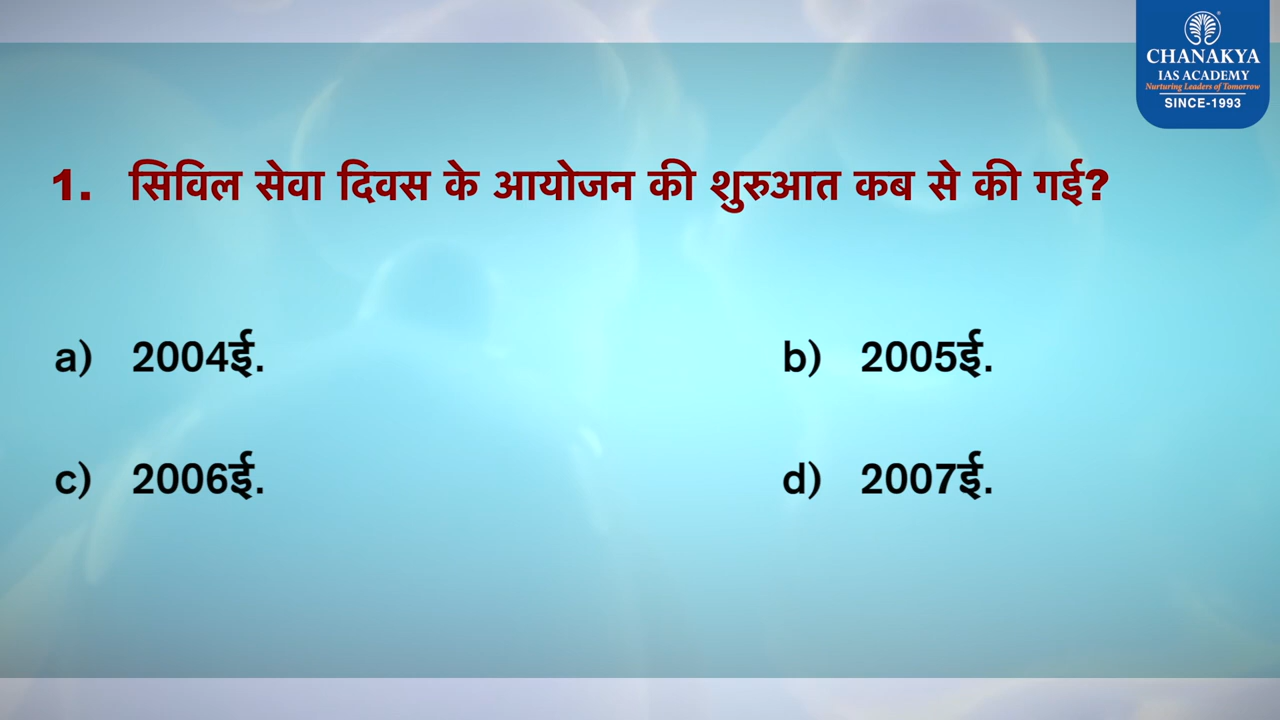 CHANAKYA
IAS ACADEMY
Nurturing Leaders of Tomorrow
SINCE-1993
1. सिविल सेवा दिवस के आयोजन की शुरुआत कब से की गई?
a) 2004ई.
b) 2005ई.
c) 2006ई.
d) 2007ई.